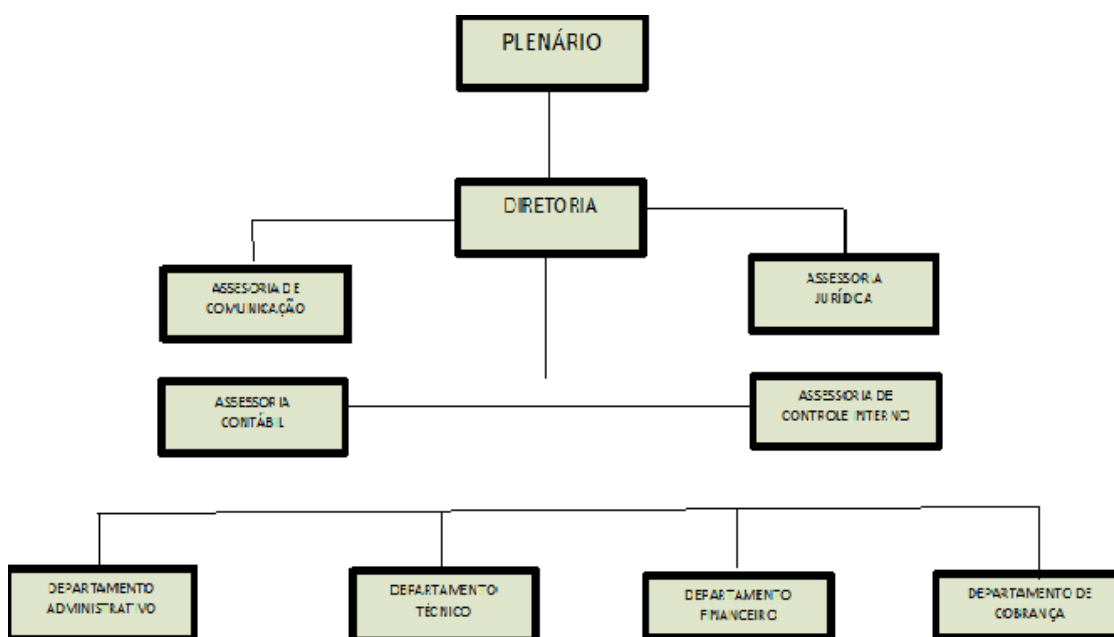 PLENÁRIO
DIRETORIA
ASSESORIA DE
COMUNICAÇÃO
ASSESSORIA
JURÍDICA
ASSESSORIA
CONTÁBIL
ASSESSORIA DE
CONTROLE INTERNO
DEPARTAMENTO
ADMINISTRATIVO
DEPARTAMENTO
TÉCNICO
DEPARTAMENTO
FINANCEIRO
DEPARTAMENTO DE
COBRANÇA